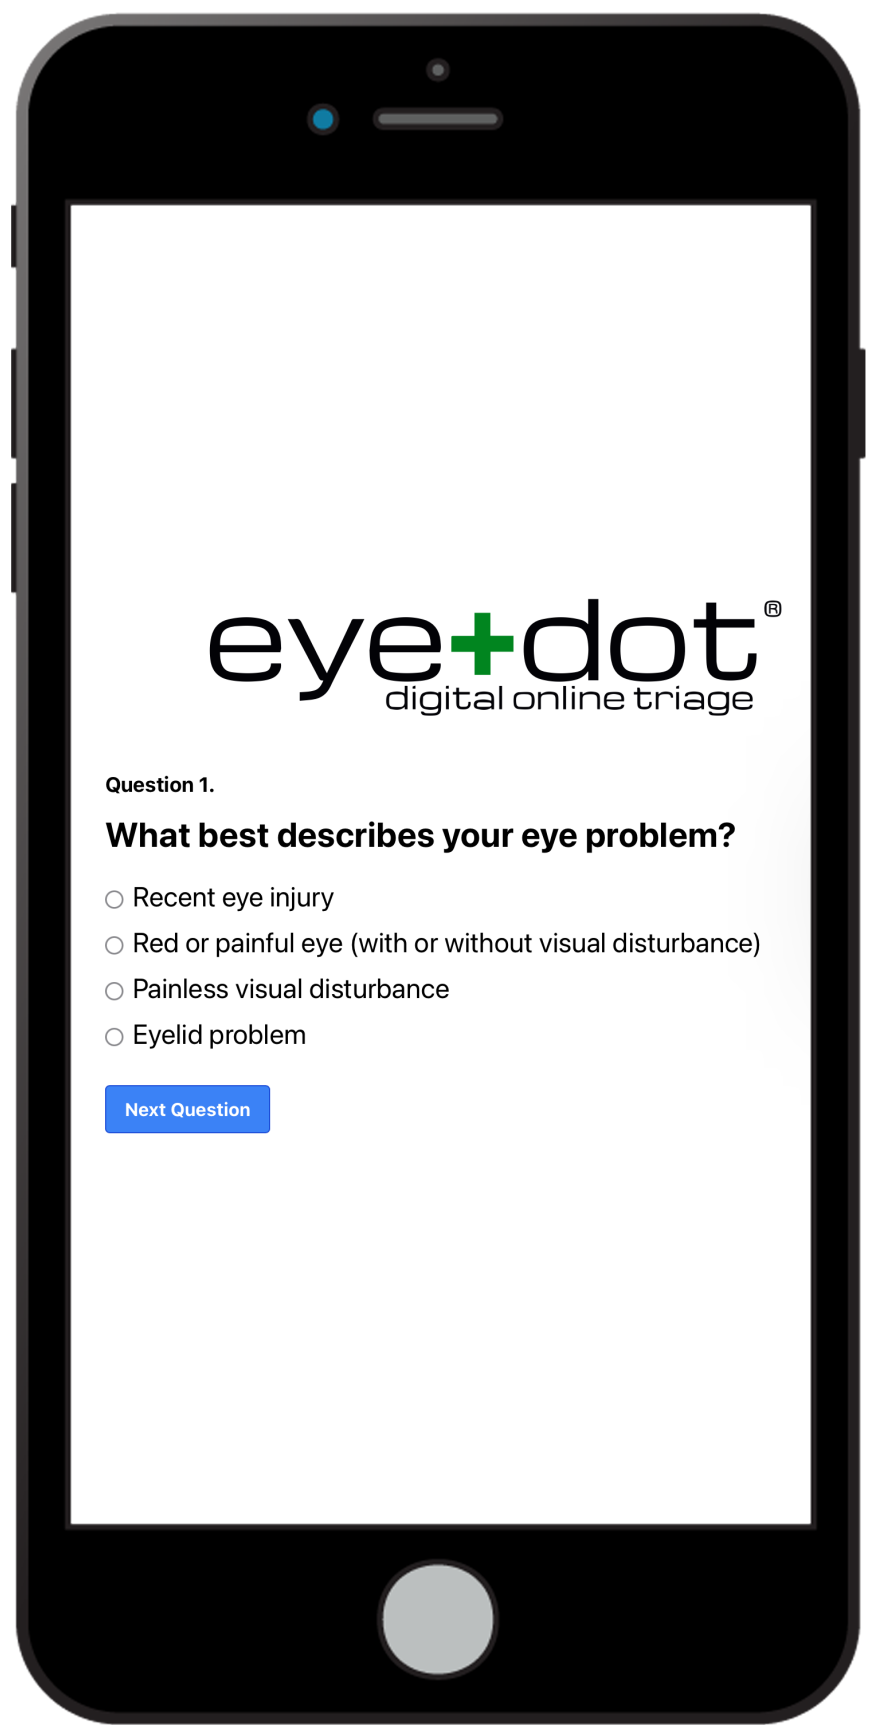 eye+dot®
digital online triage
Question 1.
What best describes your eye problem?
Recent eye injury
Red or painful eye (with or without visual disturbance)
Painless visual disturbance
Eyelid problem
Next Question